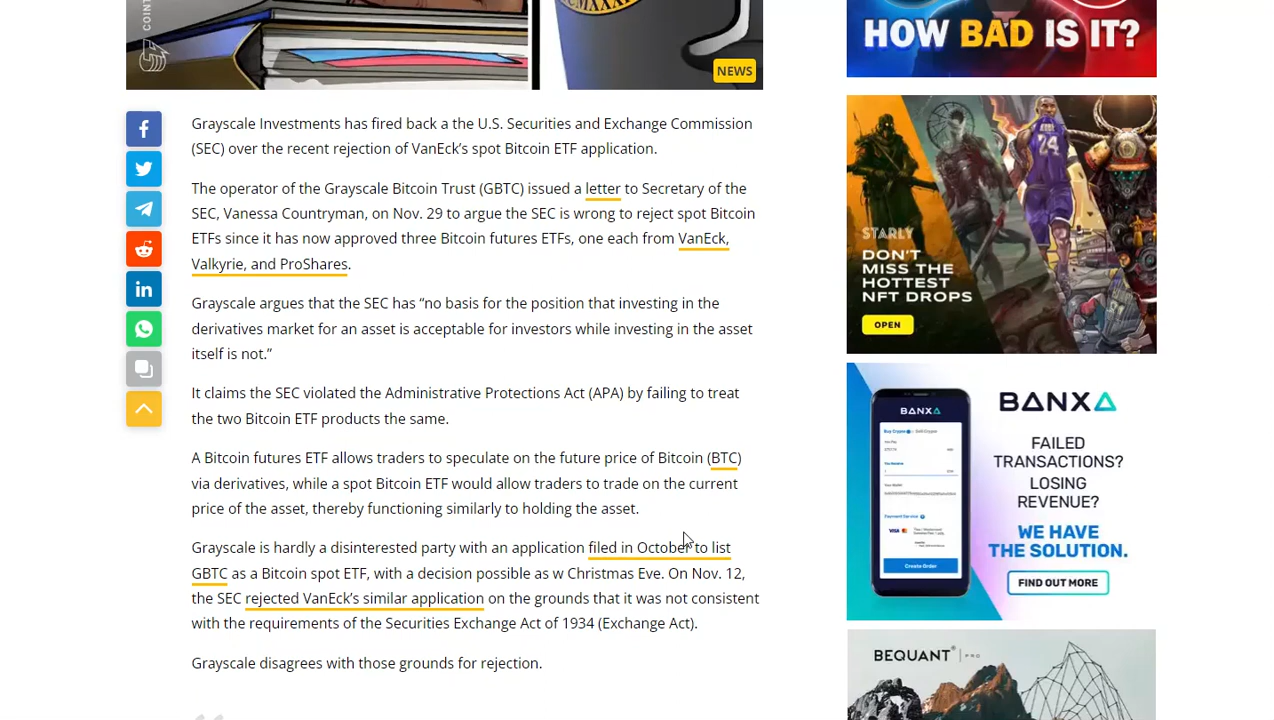 COINT
CMXXXI
NEWS
HOW BAD IS IT?
Grayscale Investments has fired back a the U.S. Securities and Exchange Commission
(SEC) over the recent rejection of VanEck’s spot Bitcoin ETF application.
The operator of the Grayscale Bitcoin Trust (GBTC) issued a letter to Secretary of the
SEC, Vanessa Countryman, on Nov. 29 to argue the SEC is wrong to reject spot Bitcoin
ETFs since it has now approved three Bitcoin futures ETFs, one each from VanEck,
Valkyrie, and ProShares.
Grayscale argues that the SEC has “no basis for the position that investing in the
derivatives market for an asset is acceptable for investors while investing in the asset
itself is not.”
It claims the SEC violated the Administrative Protections Act (APA) by failing to treat
the two Bitcoin ETF products the same.
A Bitcoin futures ETF allows traders to speculate on the future price of Bitcoin (BTC)
via derivatives, while a spot Bitcoin ETF would allow traders to trade on the current
price of the asset, thereby functioning similarly to holding the asset.
Grayscale is hardly a disinterested party with an application filed in October to list
GBTC as a Bitcoin spot ETF, with a decision possible as w Christmas Eve. On Nov. 12,
the SEC rejected VanEck’s similar application on the grounds that it was not consistent
with the requirements of the Securities Exchange Act of 1934 (Exchange Act).
Grayscale disagrees with those grounds for rejection.
24
STARLY
DON'T
MISS THE
HOTTEST
NFT DROPS
OPEN
BANXA
Buy Crypto
Sell Crypto
Payment Service
VISA
Create Order
BANXA
FAILED
TRANSACTIONS?
LOSING
REVENUE?
WE HAVE
THE SOLUTION.
FIND OUT MORE
BEQUANT PRO